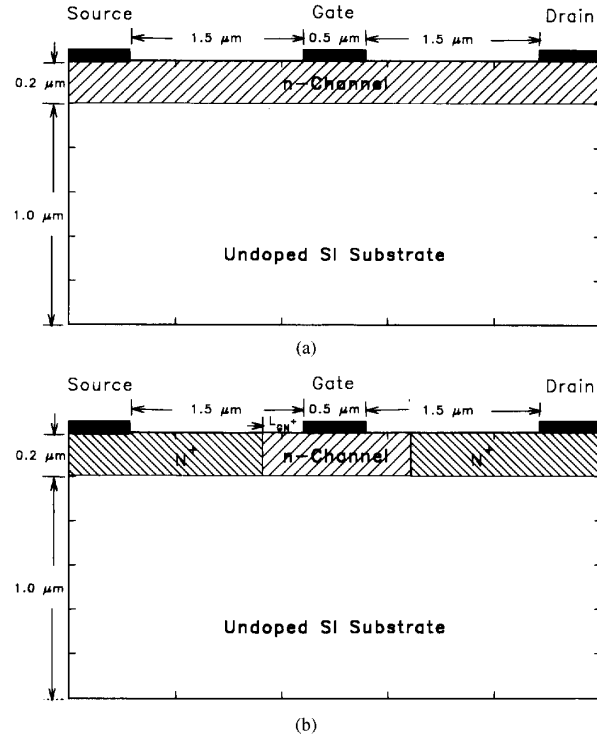 Source Gate Drain
1.5 μm 0.5 μm 1.5 μm
0.2 μm
n-Channel
1.0 μm
Undoped SI Substrate
(a)
Source Gate Drain
1.5 μm 0.5 μm 1.5 μm
L_GN+
0.2 μm
N+ n-Channel N+
1.0 μm
Undoped SI Substrate
(b)